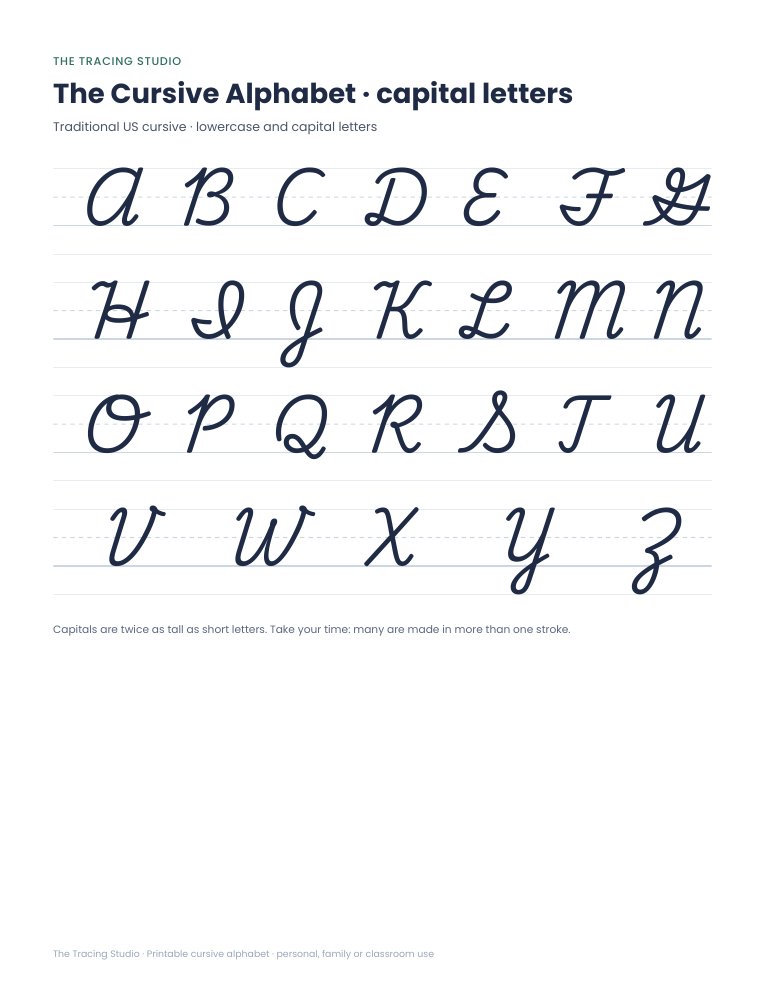 THE TRACING STUDIO
The Cursive Alphabet · capital letters
Traditional US cursive · lowercase and capital letters
A B C D E F G
H I J K L M N
O P Q R S T U
V W X Y Z
Capitals are twice as tall as short letters. Take your time: many are made in more than one stroke.
The Tracing Studio · Printable cursive alphabet · personal, family or classroom use